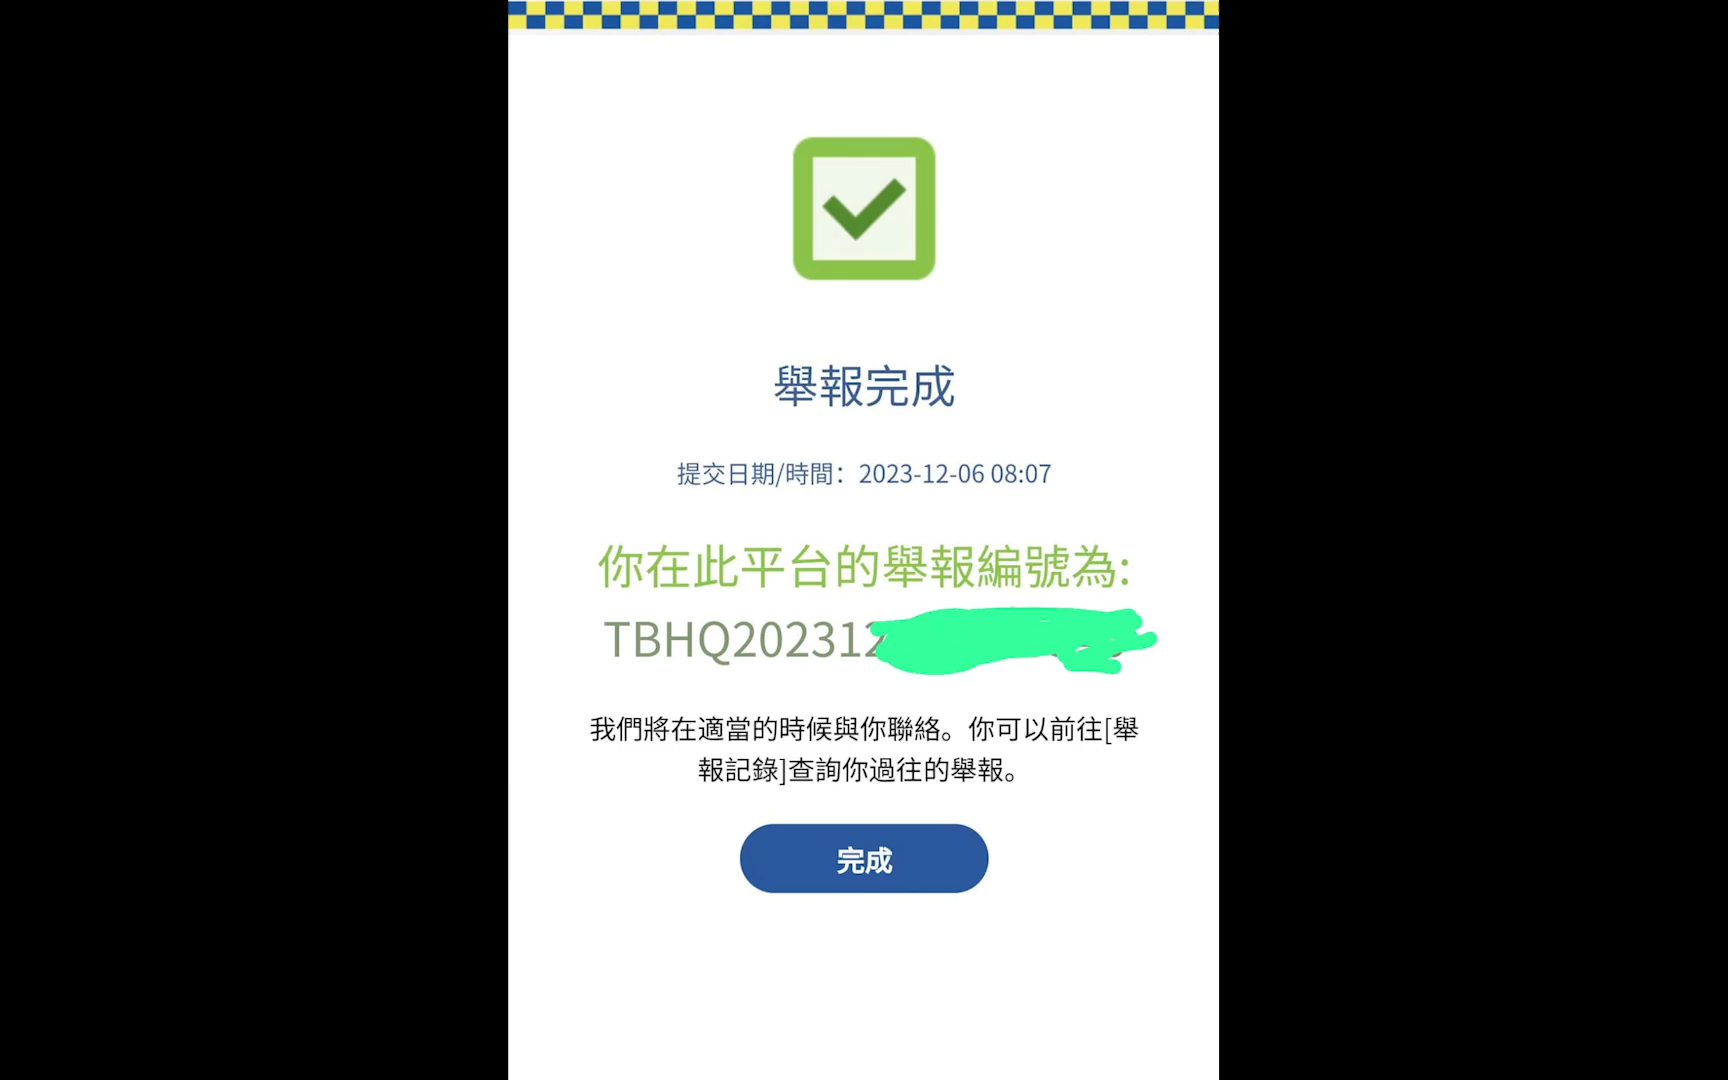 舉報完成
提交日期/時間：2023-12-06 08:07
你在此平台的舉報編號為:
TBHQ202312
我們將在適當的時候與你聯絡。你可以前往[舉
報記錄]查詢你過往的舉報。
完成